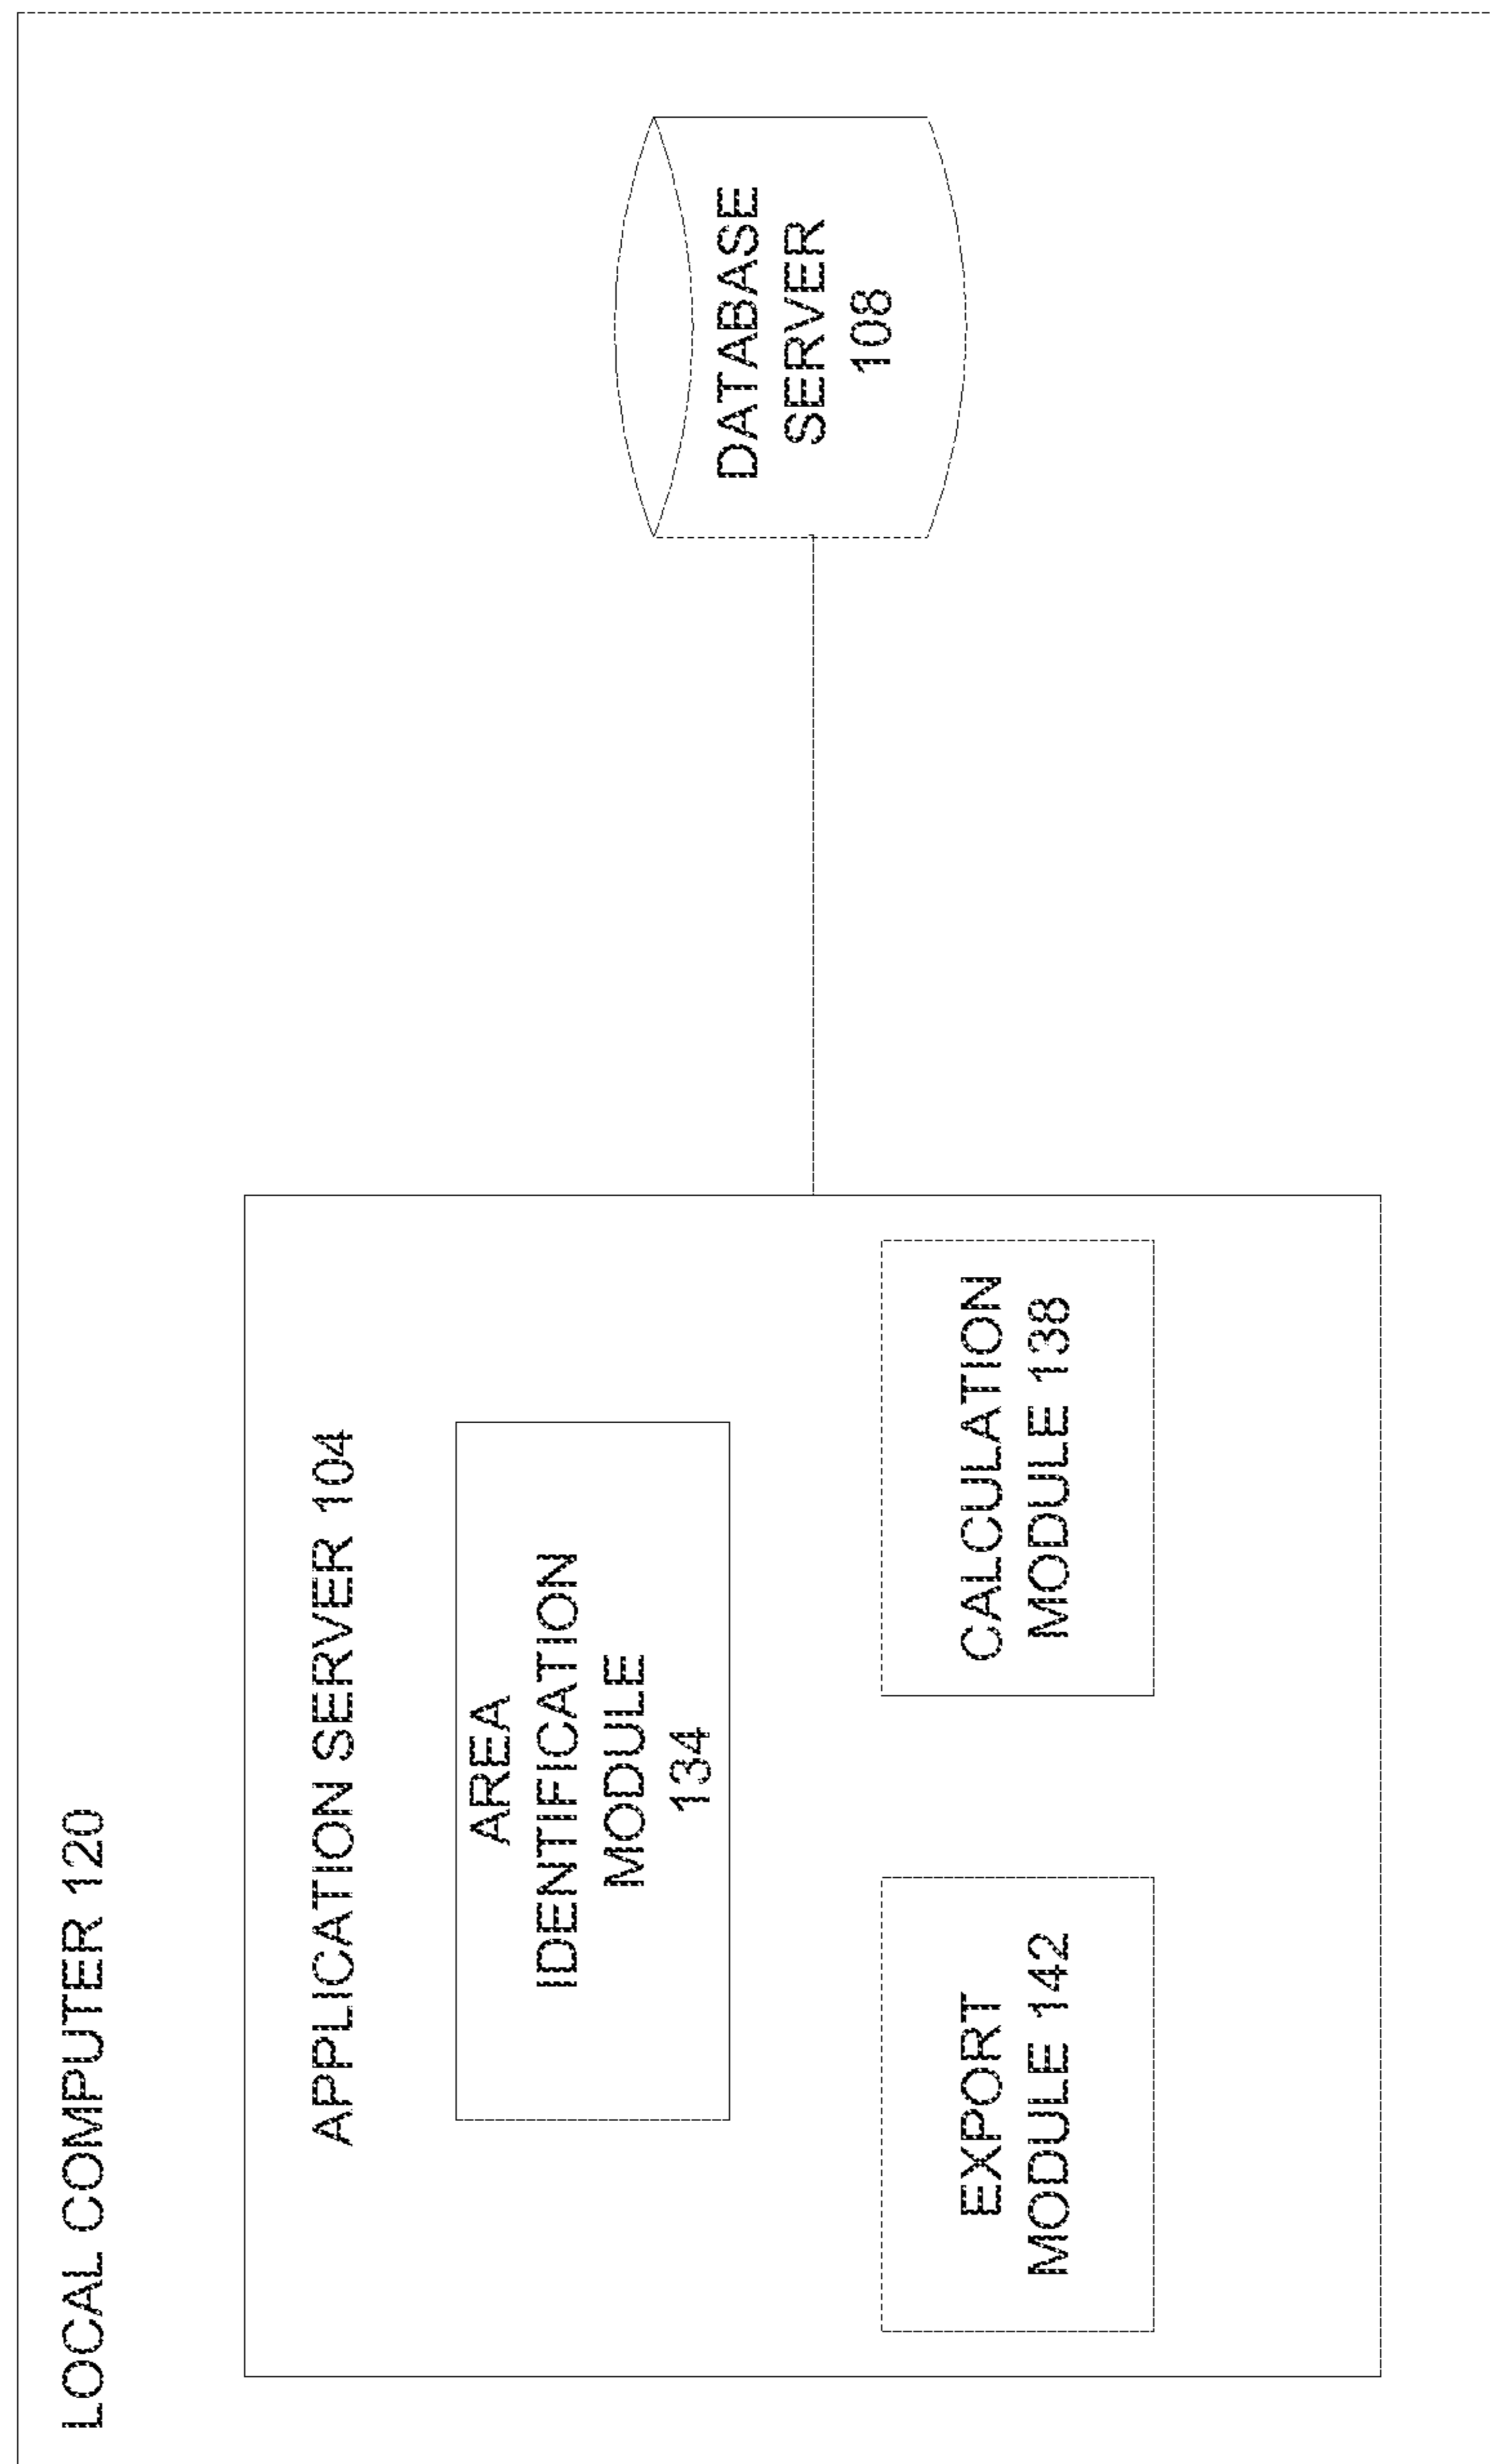 LOCAL COMPUTER 120
APPLICATION SERVER 104
AREA
IDENTIFICATION
MODULE
134
EXPORT
MODULE 142
CALCULATION
MODULE 138
DATABASE
SERVER
108